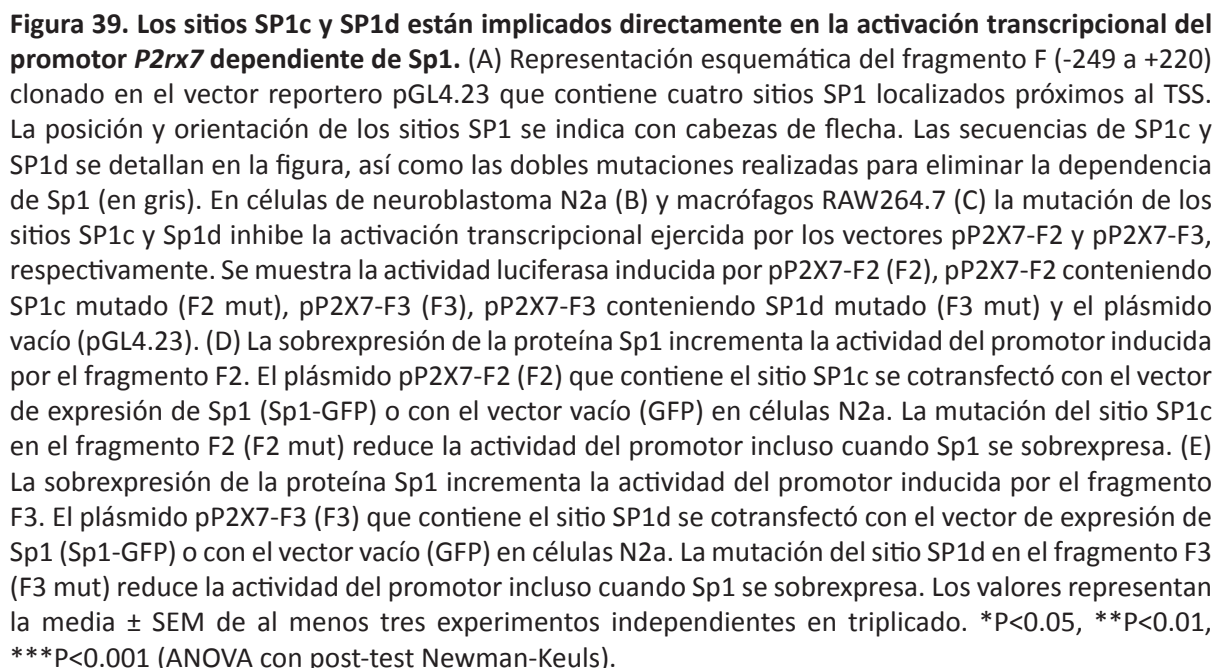 Figura 39. Los sitios SP1c y SP1d están implicados directamente en la activación transcripcional del
promotor P2rx7 dependiente de Sp1. (A) Representación esquemática del fragmento F (-249 a +220)
clonado en el vector reportero pGL4.23 que contiene cuatro sitios SP1 localizados próximos al TSS.
La posición y orientación de los sitios SP1 se indica con cabezas de flecha. Las secuencias de SP1c y
SP1d se detallan en la figura, así como las dobles mutaciones realizadas para eliminar la dependencia
de Sp1 (en gris). En células de neuroblastoma N2a (B) y macrófagos RAW264.7 (C) la mutación de los
sitios SP1c y Sp1d inhibe la activación transcripcional ejercida por los vectores pP2X7-F2 y pP2X7-F3,
respectivamente. Se muestra la actividad luciferasa inducida por pP2X7-F2 (F2), pP2X7-F2 conteniendo
SP1c mutado (F2 mut), pP2X7-F3 (F3), pP2X7-F3 conteniendo SP1d mutado (F3 mut) y el plásmido
vacío (pGL4.23). (D) La sobrexpresión de la proteína Sp1 incrementa la actividad del promotor inducida
por el fragmento F2. El plásmido pP2X7-F2 (F2) que contiene el sitio SP1c se cotransfectó con el vector
de expresión de Sp1 (Sp1-GFP) o con el vector vacío (GFP) en células N2a. La mutación del sitio SP1c
en el fragmento F2 (F2 mut) reduce la actividad del promotor incluso cuando Sp1 se sobrexpresa. (E)
La sobrexpresión de la proteína Sp1 incrementa la actividad del promotor inducida por el fragmento
F3. El plásmido pP2X7-F3 (F3) que contiene el sitio SP1d se cotransfectó con el vector de expresión de
Sp1 (Sp1-GFP) o con el vector vacío (GFP) en células N2a. La mutación del sitio SP1d en el fragmento F3
(F3 mut) reduce la actividad del promotor incluso cuando Sp1 se sobrexpresa. Los valores representan
la media ± SEM de al menos tres experimentos independientes en triplicado. *P<0.05, **P<0.01,
***P<0.001 (ANOVA con post-test Newman-Keuls).